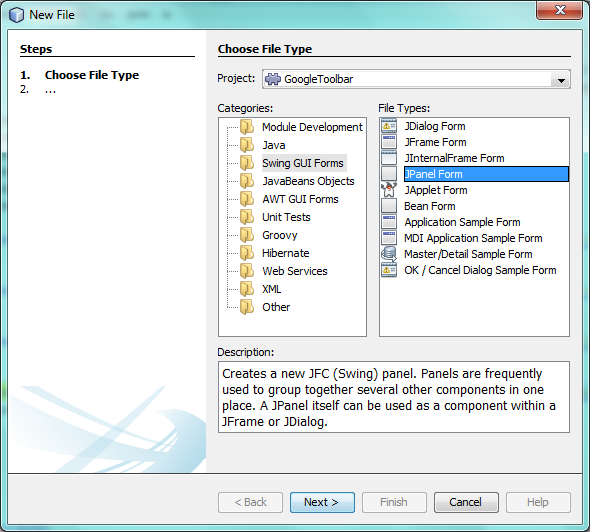 New File
Steps
1. Choose File Type
2. ...
Choose File Type
Project: GoogleToolbar
Categories:
Module Development
Java
Swing GUI Forms
JavaBeans Objects
AWT GUI Forms
Unit Tests
Groovy
Hibernate
Web Services
XML
Other
File Types:
JDialog Form
JFrame Form
JInternalFrame Form
JPanel Form
JApplet Form
Bean Form
Application Sample Form
MDI Application Sample Form
Master/Detail Sample Form
OK / Cancel Dialog Sample Form
Description:
Creates a new JFC (Swing) panel. Panels are frequently
used to group together several other components in one
place. A JPanel itself can be used as a component within a
JFrame or JDialog.
< Back
Next >
Finish
Cancel
Help